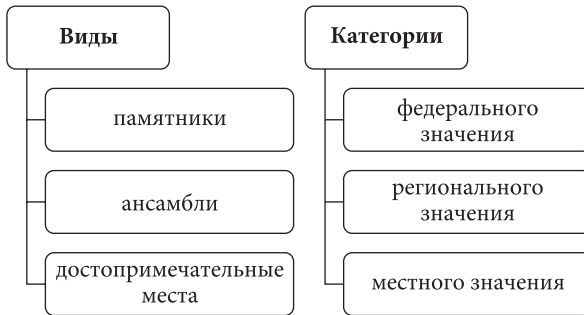 Виды
памятники
ансамбли
достопримечательные
места
Категории
федерального
значения
регионального
значения
местного значения